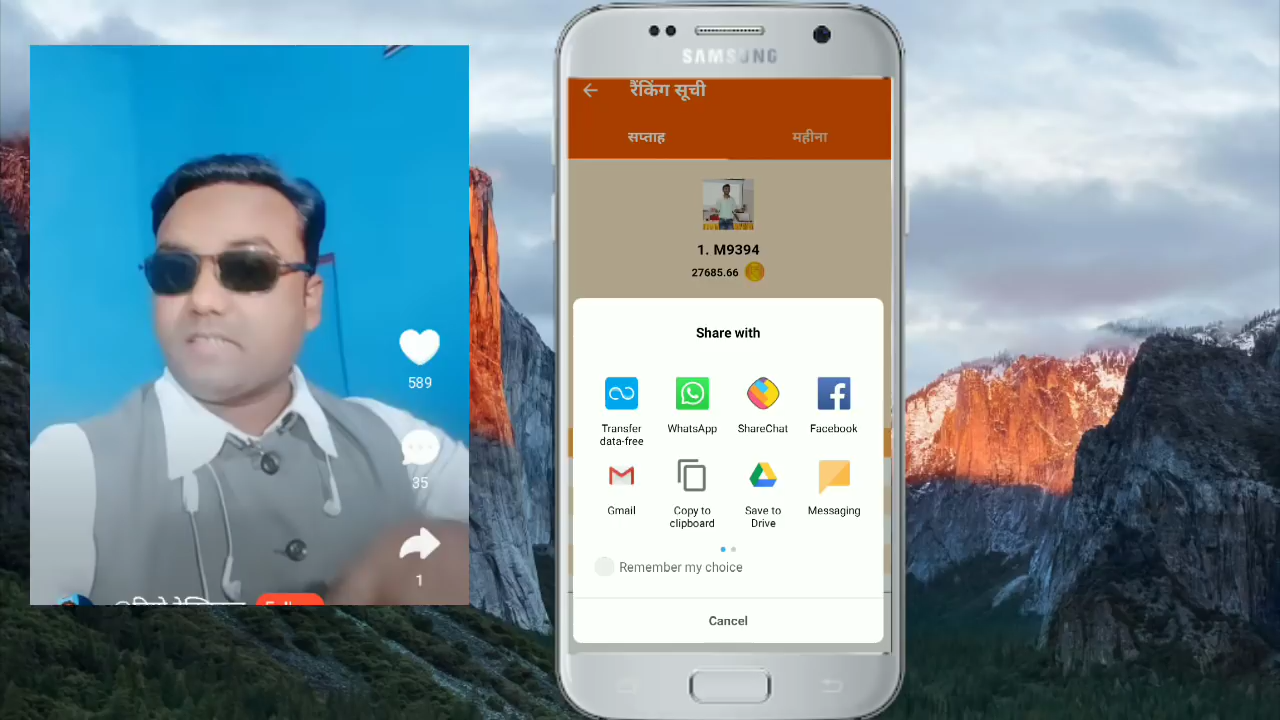 589
35
1
SAMSUNG
रैंकिंग सूची
सप्ताह
महीना
1. M9394
27685.66
Share with
Transfer
data-free
WhatsApp
ShareChat
Facebook
Gmail
Copy to
clipboard
Save to
Drive
Messaging
Remember my choice
Cancel